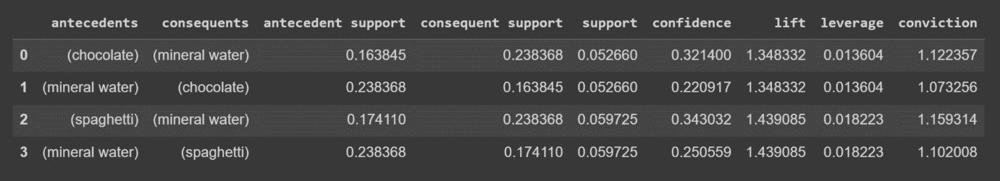 antecedents consequents antecedent support consequent support support confidence lift leverage conviction
0 (chocolate) (mineral water) 0.163845 0.238368 0.052660 0.321400 1.348332 0.013604 1.122357
1 (mineral water) (chocolate) 0.238368 0.163845 0.052660 0.220917 1.348332 0.013604 1.073256
2 (spaghetti) (mineral water) 0.174110 0.238368 0.059725 0.343032 1.439085 0.018223 1.159314
3 (mineral water) (spaghetti) 0.238368 0.174110 0.059725 0.250559 1.439085 0.018223 1.102008